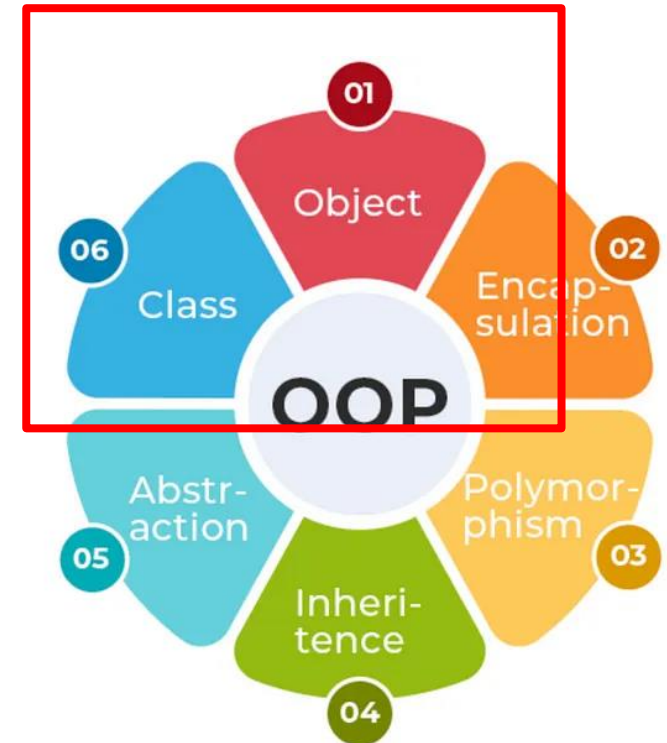 01
Object
02
Encap-
sulation
03
Polymor-
phism
04
Inheri-
tence
05
Abstr-
action
06
Class
OOP